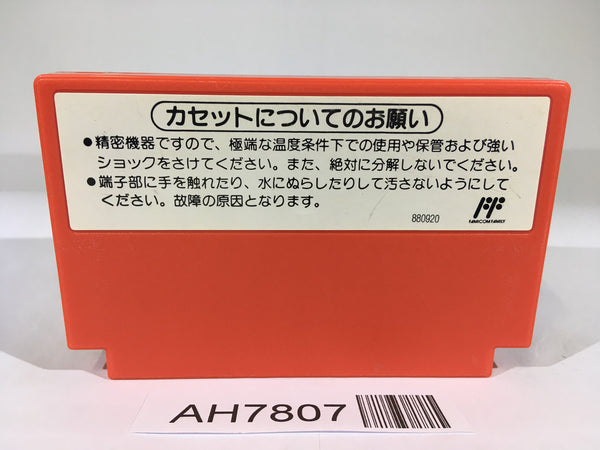 カセットについてのお願い
●精密機器ですので、極端な温度条件下での使用や保管および強い
ショックをさけてください。また、絶対に分解しないでください。
●端子部に手を触れたり、水にぬらしたりして汚さないようにして
ください。故障の原因となります。
880920
FAMICOM FAMILY
AH7807